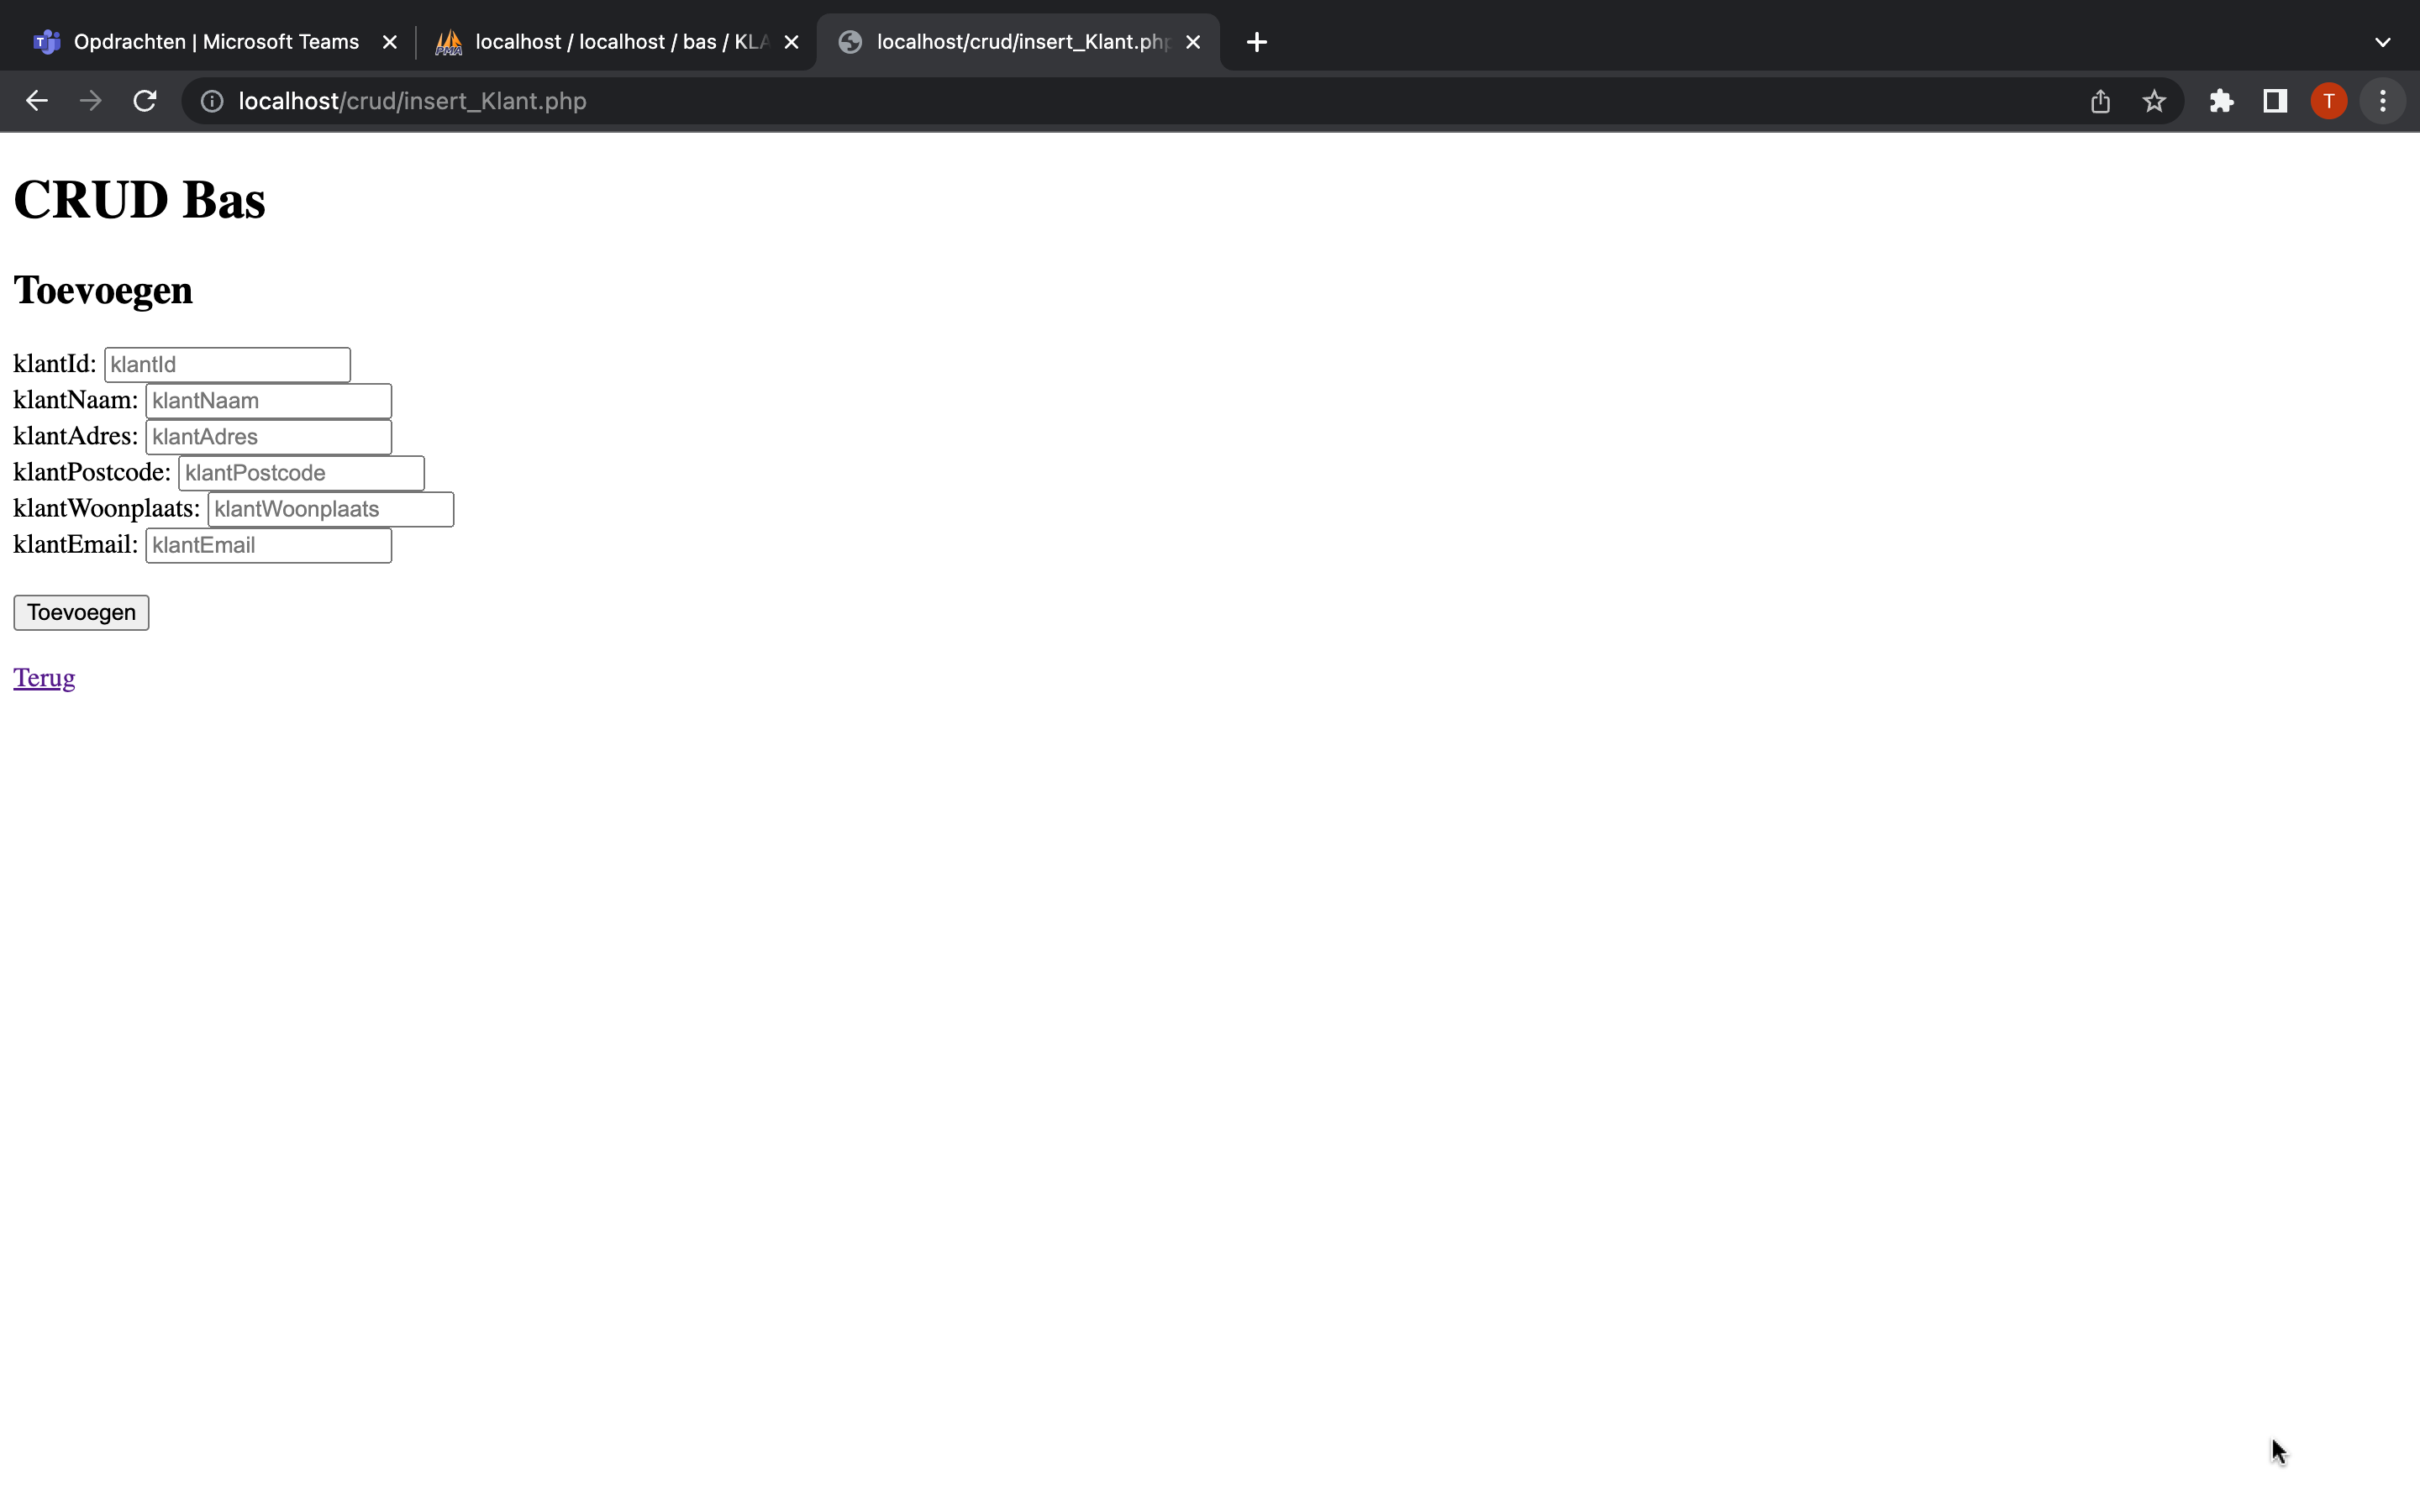 Opdrachten | Microsoft Teams
localhost / localhost / bas / KLA
localhost/crud/insert_Klant.php
localhost/crud/insert_Klant.php
T
CRUD Bas
Toevoegen
klantId: klantId
klantNaam: klantNaam
klantAdres: klantAdres
klantPostcode: klantPostcode
klantWoonplaats: klantWoonplaats
klantEmail: klantEmail
Toevoegen
Terug